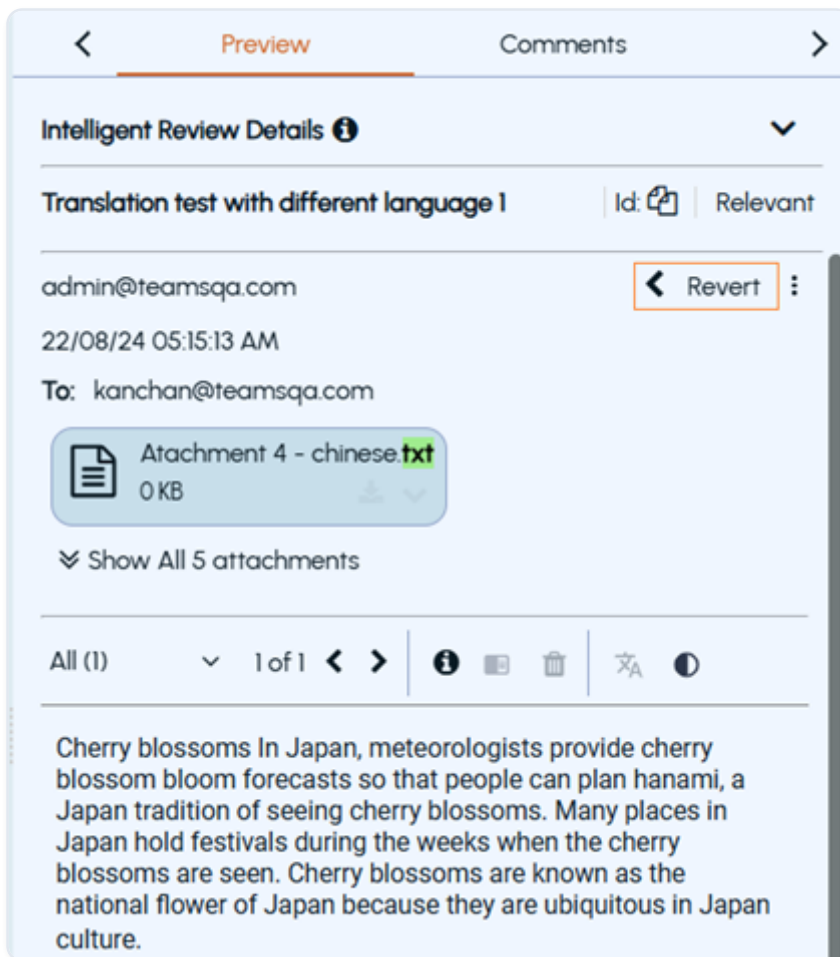 Preview Comments
Intelligent Review Details
Translation test with different language 1 Id: Relevant
admin@teamsqa.com Revert
22/08/24 05:15:13 AM
To: kanchan@teamsqa.com
Atachment 4 - chinese.txt
0 KB
Show All 5 attachments
All (1) 1 of 1
Cherry blossoms In Japan, meteorologists provide cherry
blossom bloom forecasts so that people can plan hanami, a
Japan tradition of seeing cherry blossoms. Many places in
Japan hold festivals during the weeks when the cherry
blossoms are seen. Cherry blossoms are known as the
national flower of Japan because they are ubiquitous in Japan
culture.